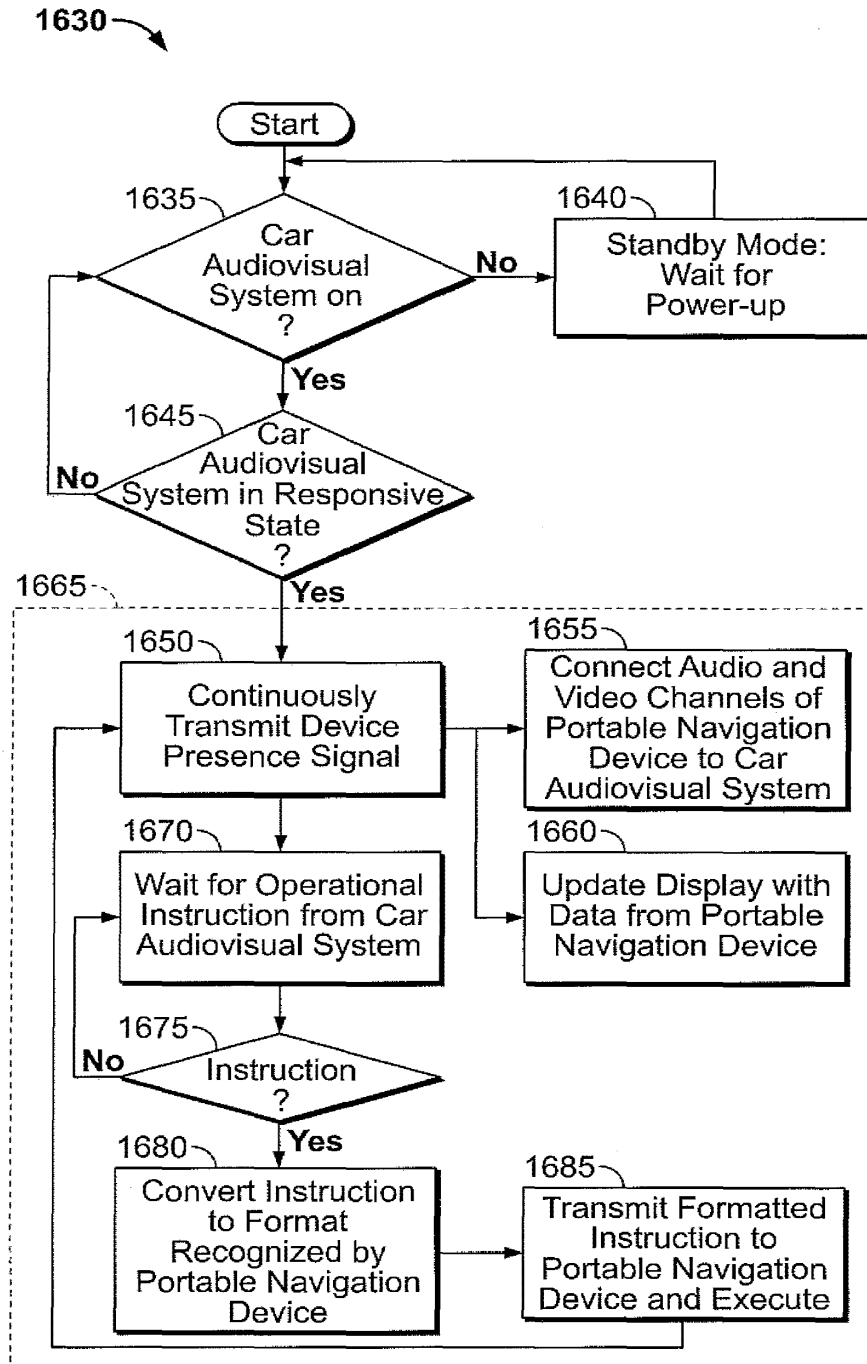 1630
Start
1635
Car
Audiovisual
System on
?
No
1640
Standby Mode:
Wait for
Power-up
Yes
1645
Car
Audiovisual
System in Responsive
State
?
No
Yes
1665
1650
Continuously
Transmit Device
Presence Signal
1655
Connect Audio and
Video Channels of
Portable Navigation
Device to Car
Audiovisual System
1670
Wait for Operational
Instruction from Car
Audiovisual System
1660
Update Display with
Data from Portable
Navigation Device
1675
Instruction
?
No
Yes
1680
Convert Instruction
to Format
Recognized by
Portable Navigation
Device
1685
Transmit Formatted
Instruction to
Portable Navigation
Device and Execute